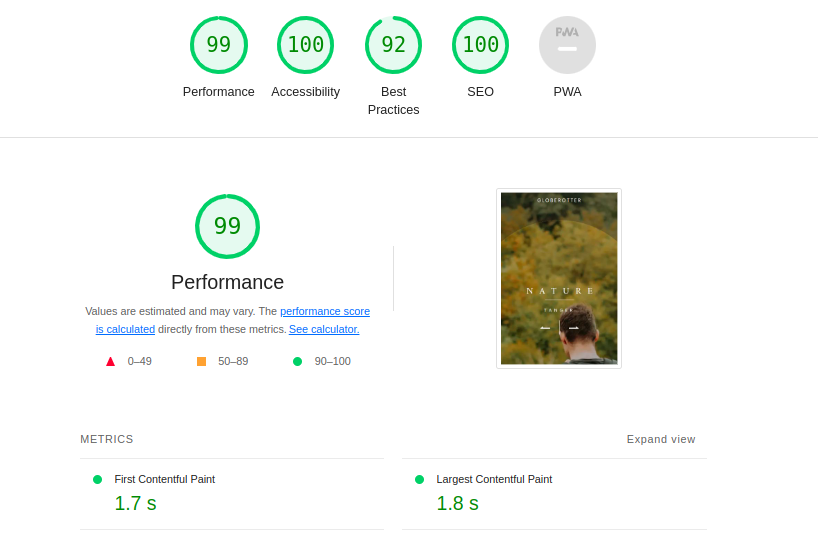 99
100
92
100
PWA
Performance
Accessibility
Best
Practices
SEO
PWA
99
Performance
Values are estimated and may vary. The performance score
is calculated directly from these metrics. See calculator.
0–49
50–89
90–100
GLOBEROTTER
NATURE
TANGER
METRICS
Expand view
First Contentful Paint
1.7 s
Largest Contentful Paint
1.8 s